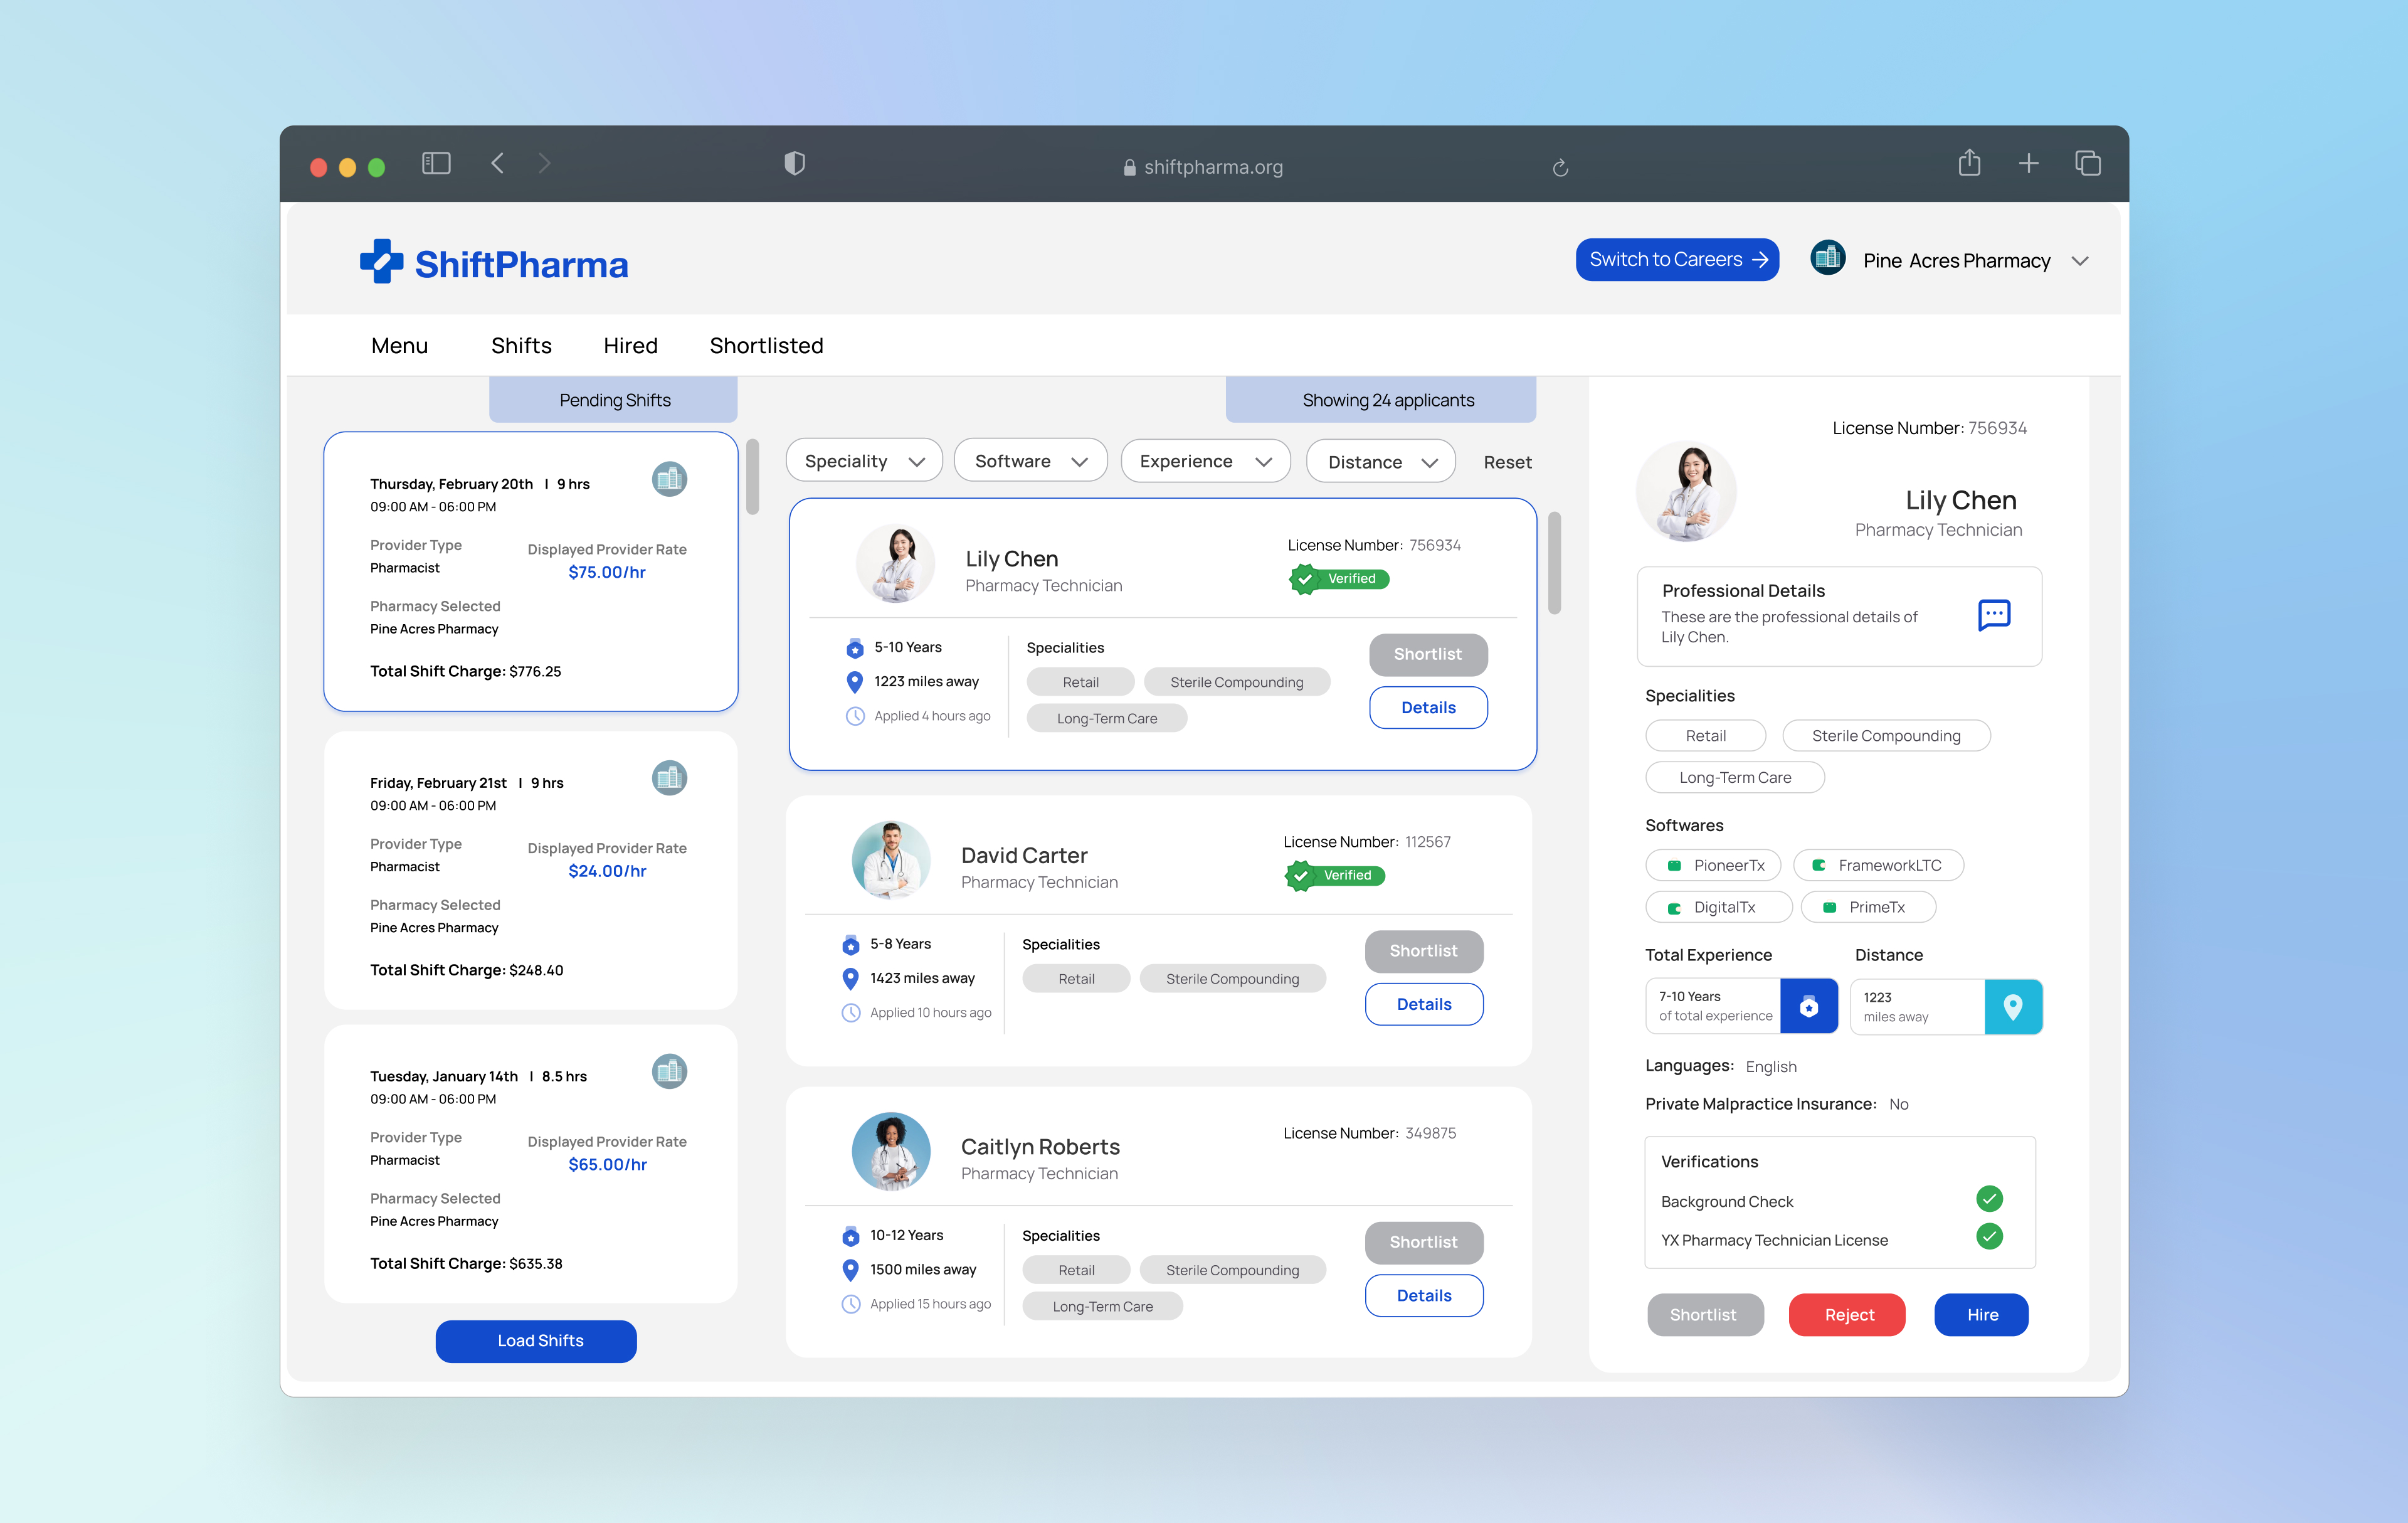 shiftpharma.org
ShiftPharma
Switch to Careers
Pine Acres Pharmacy
Menu
Shifts
Hired
Shortlisted
Pending Shifts
Thursday, February 20th | 9 hrs
09:00 AM - 06:00 PM
Provider Type
Pharmacist
Displayed Provider Rate
$75.00/hr
Pharmacy Selected
Pine Acres Pharmacy
Total Shift Charge: $776.25
Friday, February 21st | 9 hrs
09:00 AM - 06:00 PM
Provider Type
Pharmacist
Displayed Provider Rate
$24.00/hr
Pharmacy Selected
Pine Acres Pharmacy
Total Shift Charge: $248.40
Tuesday, January 14th | 8.5 hrs
09:00 AM - 06:00 PM
Provider Type
Pharmacist
Displayed Provider Rate
$65.00/hr
Pharmacy Selected
Pine Acres Pharmacy
Total Shift Charge: $635.38
Load Shifts
Showing 24 applicants
Speciality
Software
Experience
Distance
Reset
Lily Chen
Pharmacy Technician
License Number: 756934
Verified
5-10 Years
1223 miles away
Applied 4 hours ago
Specialities
Retail
Sterile Compounding
Long-Term Care
Shortlist
Details
David Carter
Pharmacy Technician
License Number: 112567
Verified
5-8 Years
1423 miles away
Applied 10 hours ago
Specialities
Retail
Sterile Compounding
Shortlist
Details
Caitlyn Roberts
Pharmacy Technician
License Number: 349875
10-12 Years
1500 miles away
Applied 15 hours ago
Specialities
Retail
Sterile Compounding
Long-Term Care
Shortlist
Details
License Number: 756934
Lily Chen
Pharmacy Technician
Professional Details
These are the professional details of
Lily Chen.
Specialities
Retail
Sterile Compounding
Long-Term Care
Softwares
PioneerTx
FrameworkLTC
DigitalTx
PrimeTx
Total Experience
7-10 Years
of total experience
Distance
1223
miles away
Languages: English
Private Malpractice Insurance: No
Verifications
Background Check
YX Pharmacy Technician License
Shortlist
Reject
Hire